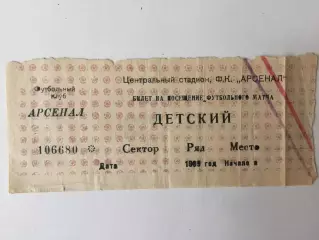 Футбольный
клуб
АРСЕНАЛ
106680
Центральный стадион, Ф.К. „АРСЕНАЛ"
БИЛЕТ НА ПОСЕЩЕНИЕ ФУТБОЛЬНОГО МАТЧА
ДЕТСКИЙ
Сектор Ряд Место
Дата год Начало в